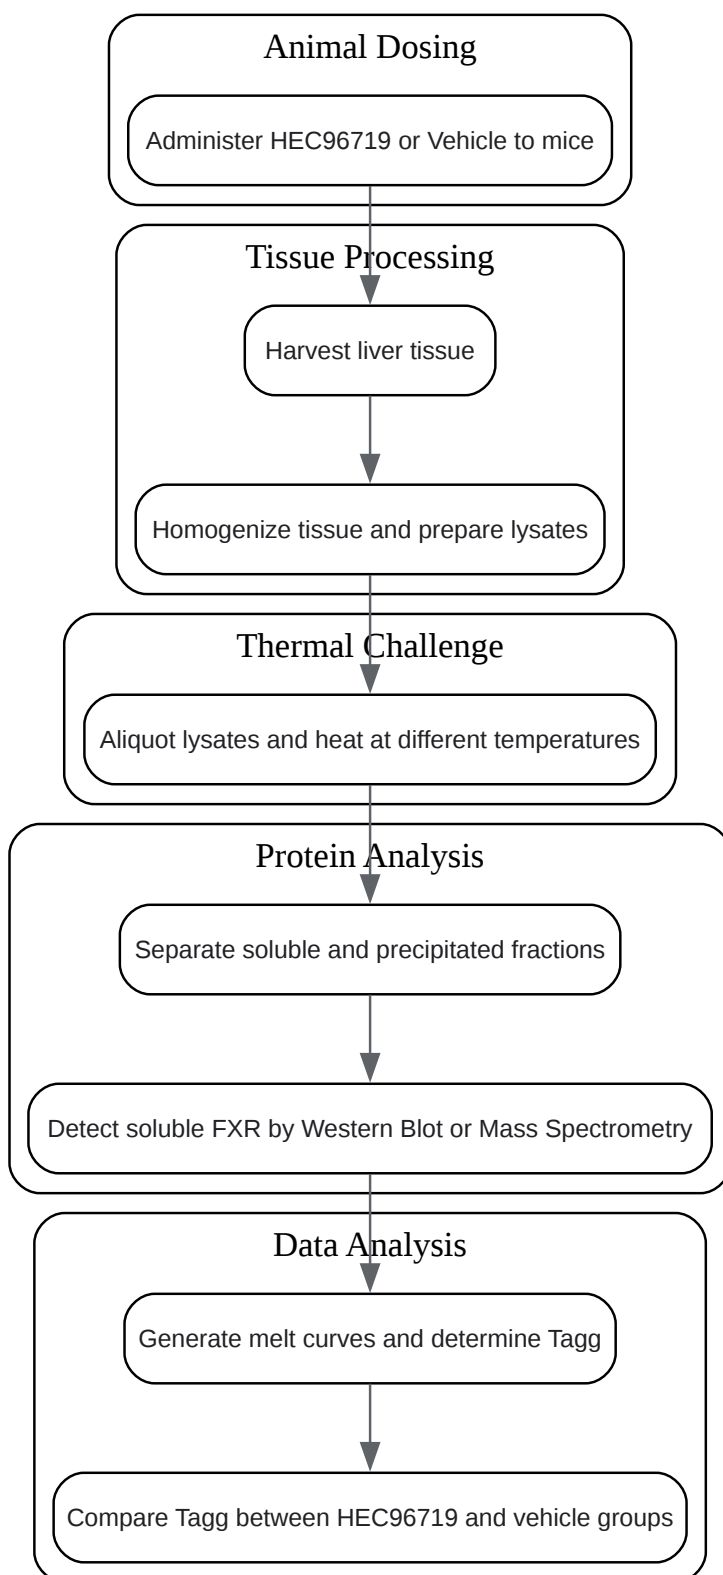 Animal Dosing
Administer HEC96719 or Vehicle to mice
Tissue Processing
Harvest liver tissue
Homogenize tissue and prepare lysates
Thermal Challenge
Aliquot lysates and heat at different temperatures
Protein Analysis
Separate soluble and precipitated fractions
Detect soluble FXR by Western Blot or Mass Spectrometry
Data Analysis
Generate melt curves and determine Tagg
Compare Tagg between HEC96719 and vehicle groups